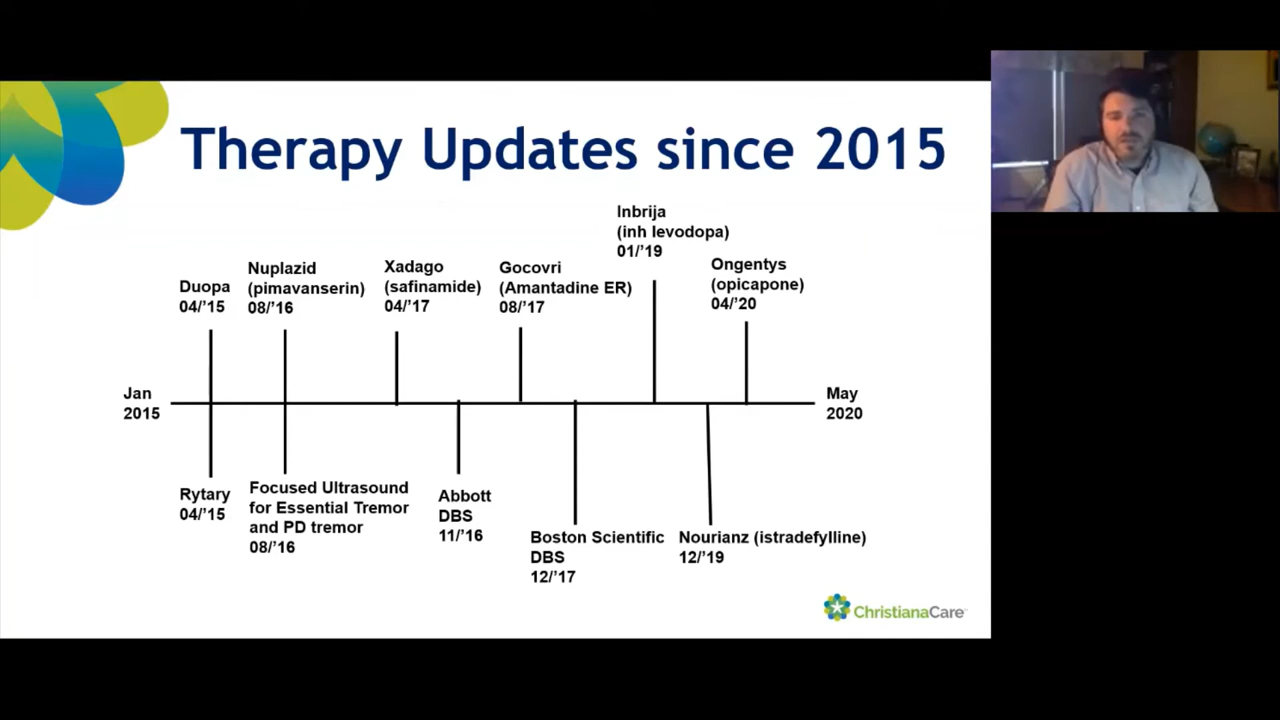 Therapy Updates since 2015
Inbrija
(inh levodopa)
01/'19
Duopa
04/'15
Nuplazid
(pimavanserin)
08/'16
Xadago
(safinamide)
04/'17
Gocovri
(Amantadine ER)
08/'17
Ongentys
(opicapone)
04/'20
Jan
2015
May
2020
Rytary
04/'15
Focused Ultrasound
for Essential Tremor
and PD tremor
08/'16
Abbott
DBS
11/'16
Boston Scientific
DBS
12/'17
Nourianz (istradefylline)
12/'19
ChristianaCare